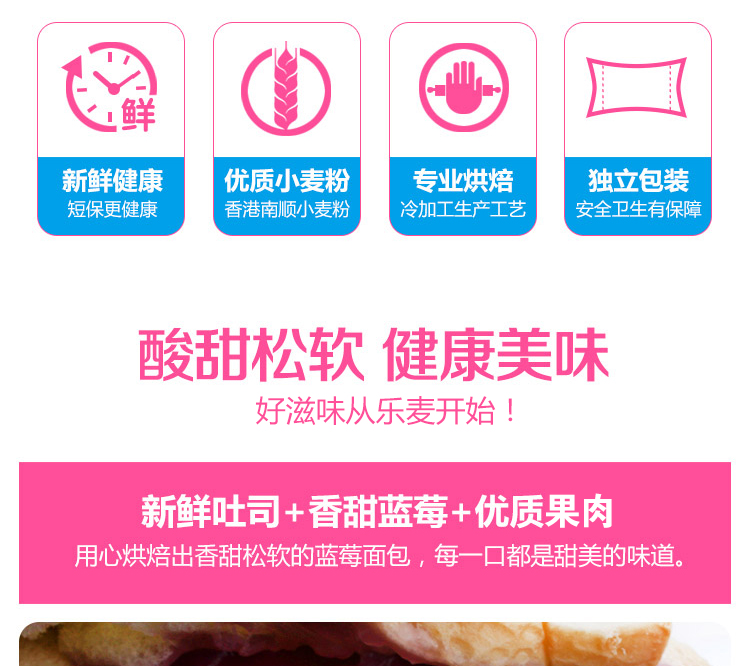 鲜
新鲜健康
短保更健康
优质小麦粉
香港南顺小麦粉
专业烘焙
冷加工生产工艺
独立包装
安全卫生有保障
酸甜松软 健康美味
好滋味从乐麦开始！
新鲜吐司+香甜蓝莓+优质果肉
用心烘焙出香甜松软的蓝莓面包，每一口都是甜美的味道。